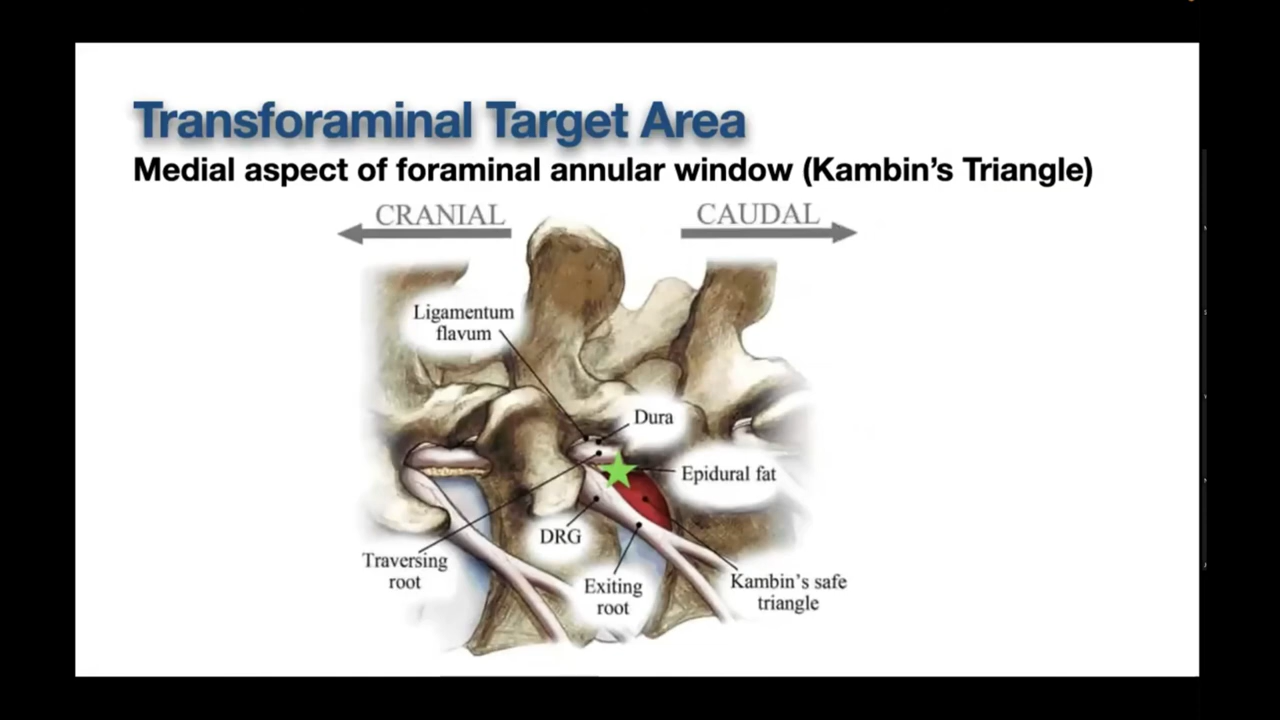 Transforaminal Target Area
Medial aspect of foraminal annular window (Kambin's Triangle)
CRANIAL
CAUDAL
Ligamentum
flavum
Dura
Epidural fat
DRG
Traversing
root
Exiting
root
Kambin's safe
triangle